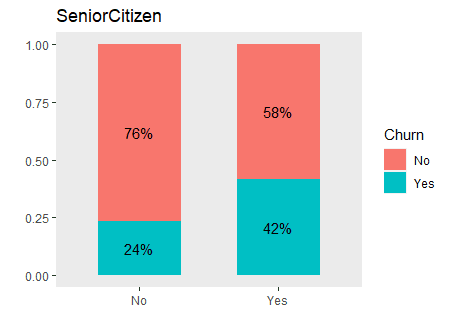 SeniorCitizen
1.00
0.75
0.50
0.25
0.00
76%
58%
24%
42%
No
Yes
Churn
No
Yes